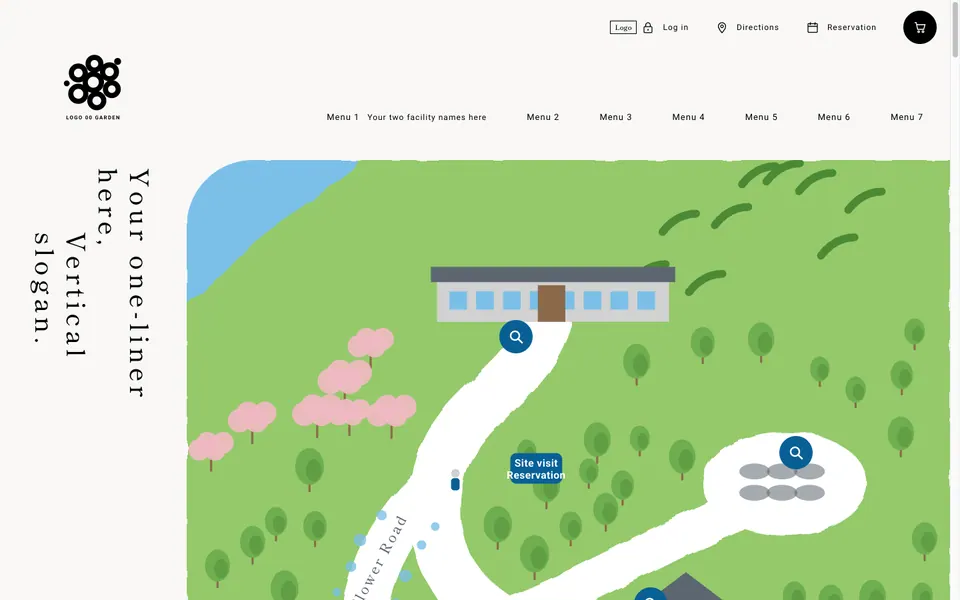 Logo
Log in
Directions
Reservation
LOGO 00 GARDEN
Menu 1
Your two facility names here
Menu 2
Menu 3
Menu 4
Menu 5
Menu 6
Menu 7
Your one-liner
here,
Vertical
slogan.
Site visit
Reservation
lower Road